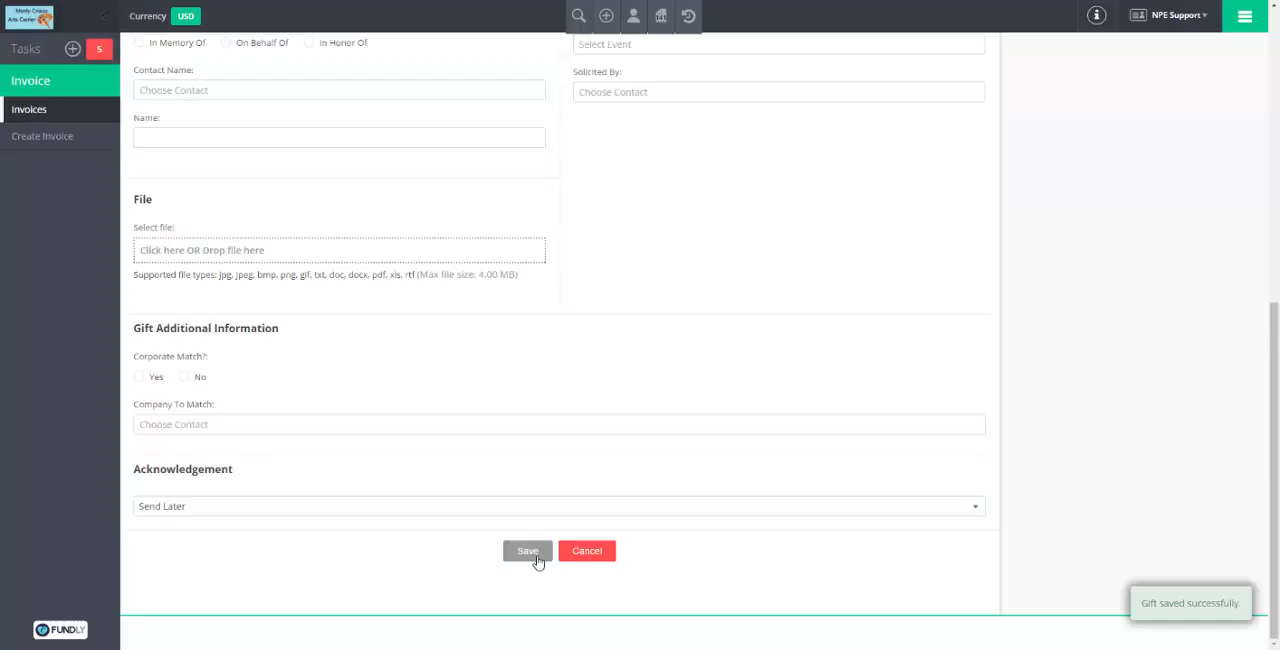 Monty Crisco
Arts Center
Currency USD
NPE Support
Tasks 5
Invoice
Invoices
Create Invoice
In Memory Of On Behalf Of In Honor Of
Select Event
Contact Name:
Solicited By:
Choose Contact
Choose Contact
Name:
File
Select file:
Click here OR Drop file here
Supported file types: jpg, jpeg, bmp, png, gif, txt, doc, docx, pdf, xls, rtf (Max file size: 4.00 MB)
Gift Additional Information
Corporate Match?:
Yes No
Company To Match:
Choose Contact
Acknowledgement
Send Later
Save Cancel
Gift saved successfully.
FUNDLY